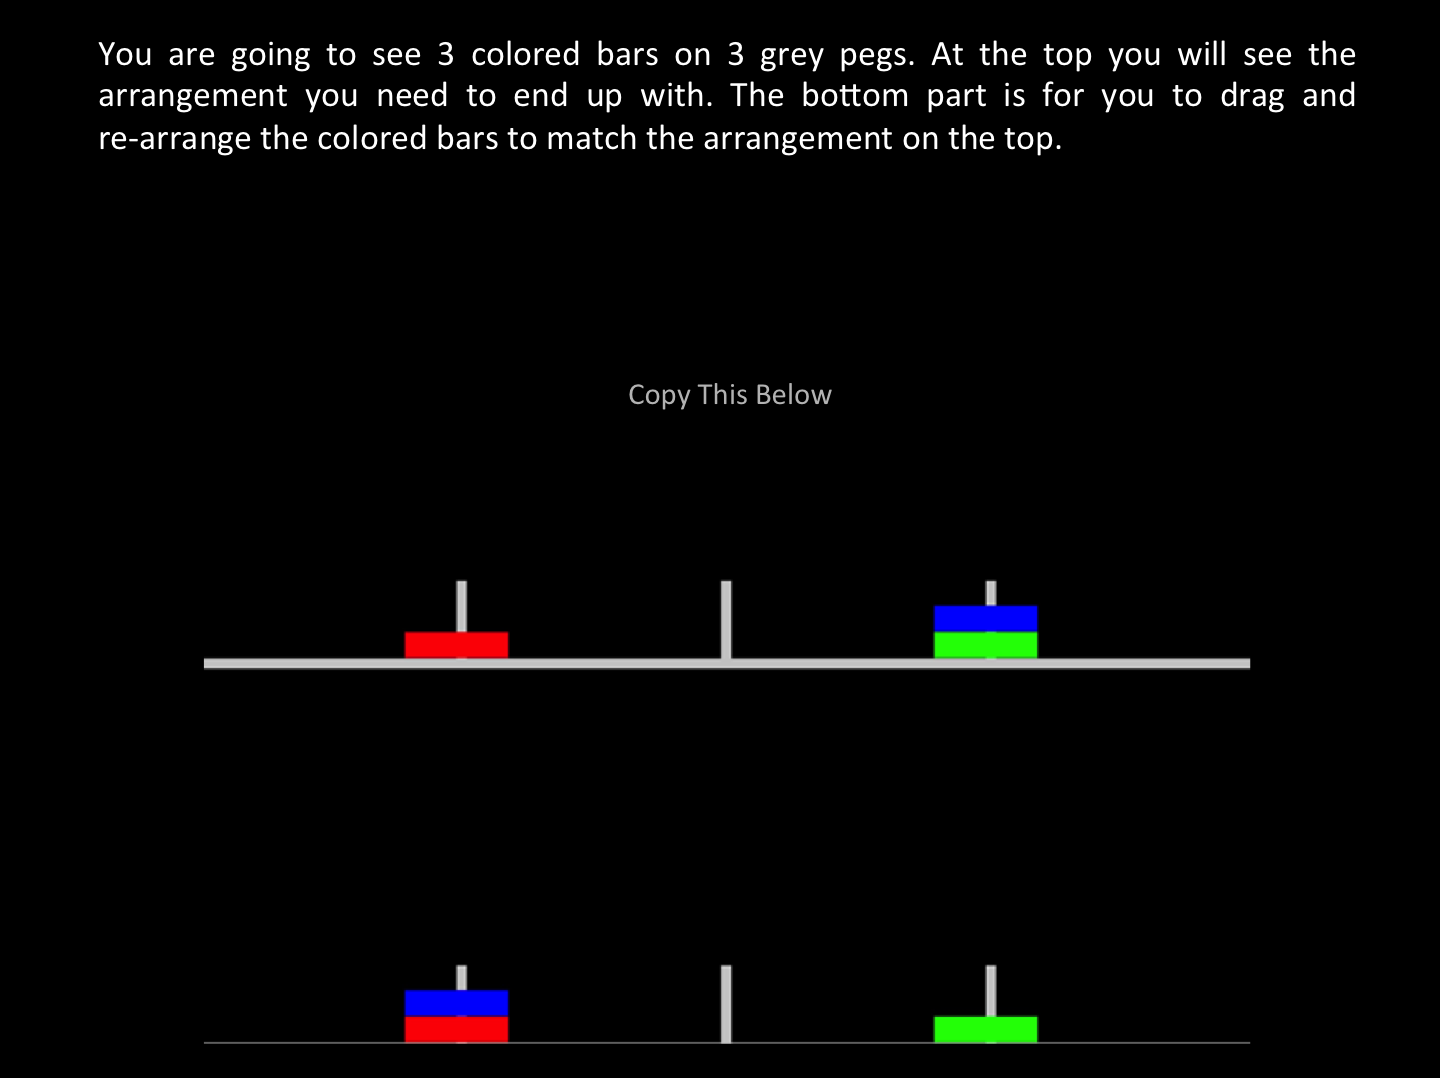 You are going to see 3 colored bars on 3 grey pegs. At the top you will see the
arrangement you need to end up with. The bottom part is for you to drag and
re-arrange the colored bars to match the arrangement on the top.
Copy This Below